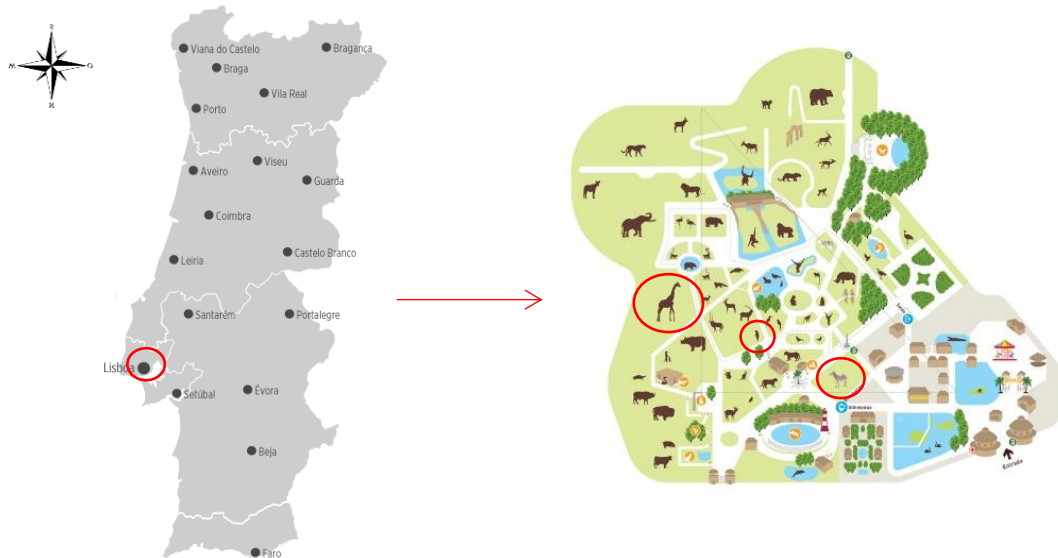 Viana do Castelo
Bragança
Braga
Vila Real
Porto
Viseu
Aveiro
Guarda
Coimbra
Castelo Branco
Leiria
Santarém
Portalegre
Lisboa
Setúbal
Évora
Beja
Faro
Entrada